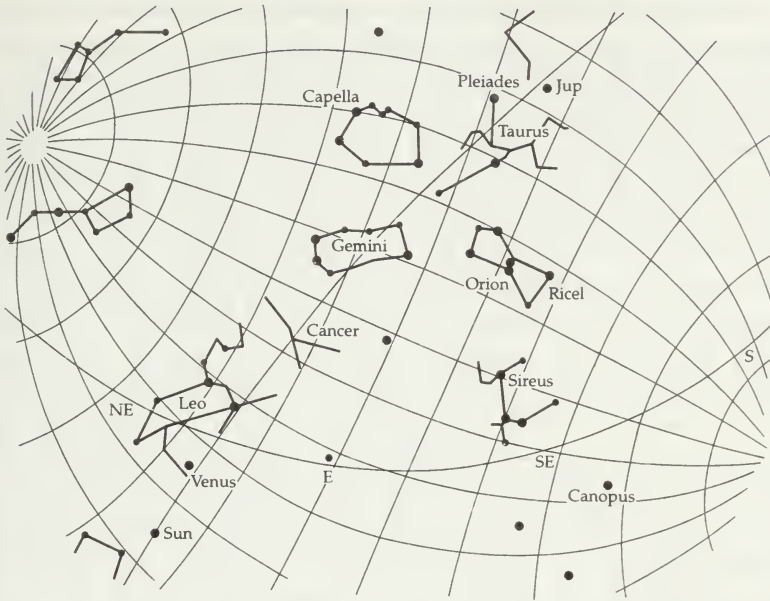 Pleiades
Jup
Capella
Taurus
Gemini
Orion
Ricel
Cancer
S
Sireus
Leo
NE
SE
Venus
E
Canopus
Sun